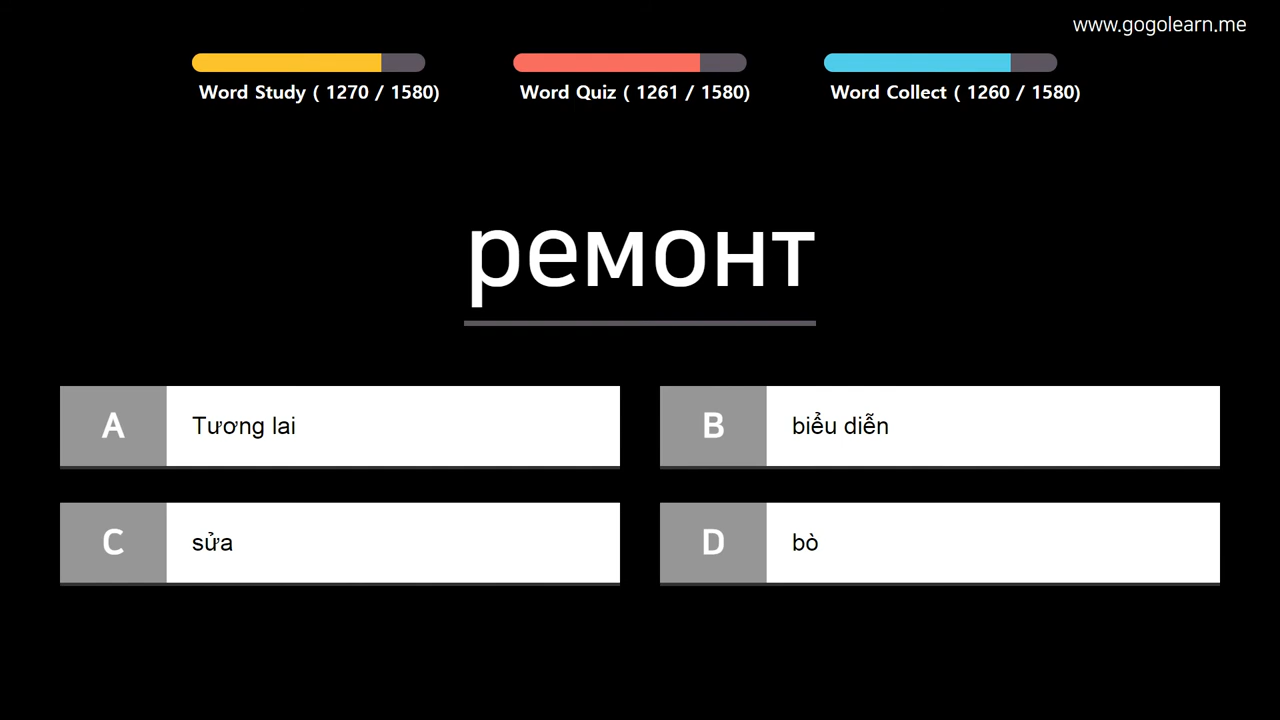 www.gogolearn.me
Word Study ( 1270 / 1580)
Word Quiz ( 1261 / 1580)
Word Collect ( 1260 / 1580)
ремонт
A Tương lai
B biểu diễn
C sửa
D bò